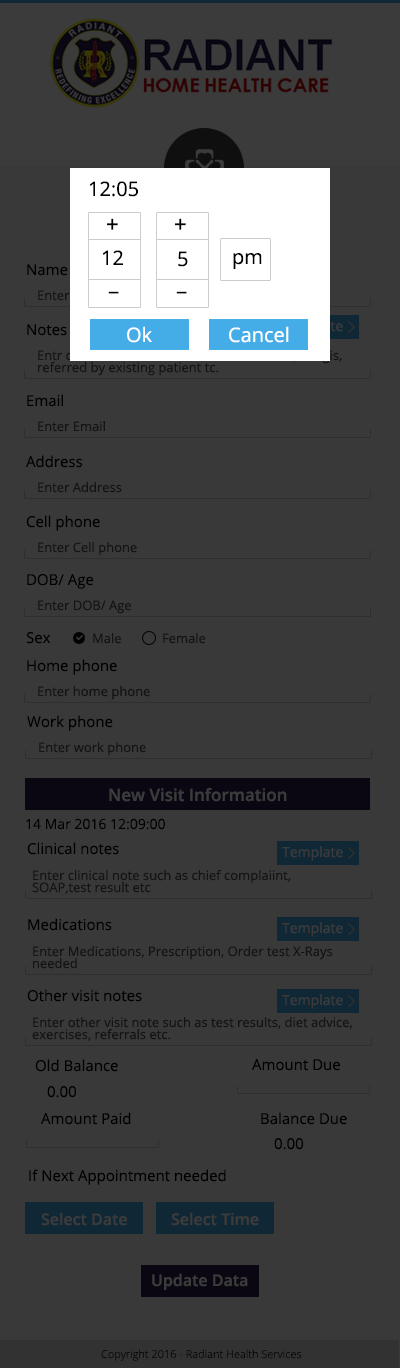 RADIANT
REDEFINING EXCELLENCE
R
RADIANT
HOME HEALTH CARE
12:05
+ +
12 5 pm
– –
Ok Cancel
Name
Enter
Notes
Entr
referred by existing patient tc.
Email
Enter Email
Address
Enter Address
Cell phone
Enter Cell phone
DOB/ Age
Enter DOB/ Age
Sex Male Female
Home phone
Enter home phone
Work phone
Enter work phone
New Visit Information
14 Mar 2016 12:09:00
Clinical notes Template >
Enter clinical note such as chief complaiint,
SOAP,test result etc
Medications Template >
Enter Medications, Prescription, Order test X-Rays
needed
Other visit notes Template >
Enter other visit note such as test results, diet advice,
exercises, referrals etc.
Old Balance Amount Due
0.00
Amount Paid Balance Due
0.00
If Next Appointment needed
Select Date Select Time
Update Data
Copyright 2016 - Radiant Health Services